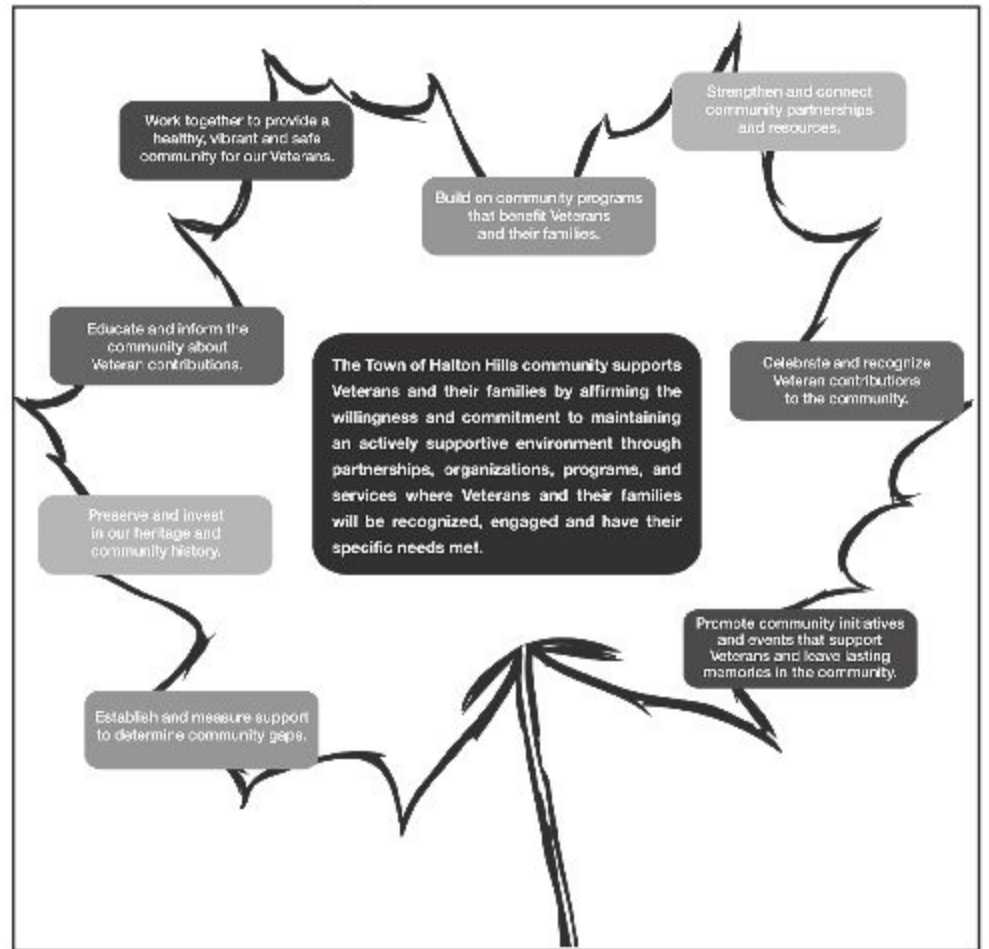 Strengthen and connect
community partnerships
and resources.
Work together to provide a
healthy, vibrant and safe
community for our Veterans.
Build on community programs
that benefit Veterans
and their families.
Educate and inform the
community about
Veteran contributions.
The Town of Halton Hills community supports
Veterans and their families by affirming the
willingness and commitment to maintaining
an actively supportive environment through
partnerships, organizations, programs, and
services where Veterans and their families
will be recognized, engaged and have their
specific needs met.
Celebrate and recognize
Veteran contributions
to the community.
Preserve and invest
in our heritage and
community history.
Promote community initiatives
and events that support
Veterans and leave lasting
memories in the community.
Establish and measure support
to determine community gaps.